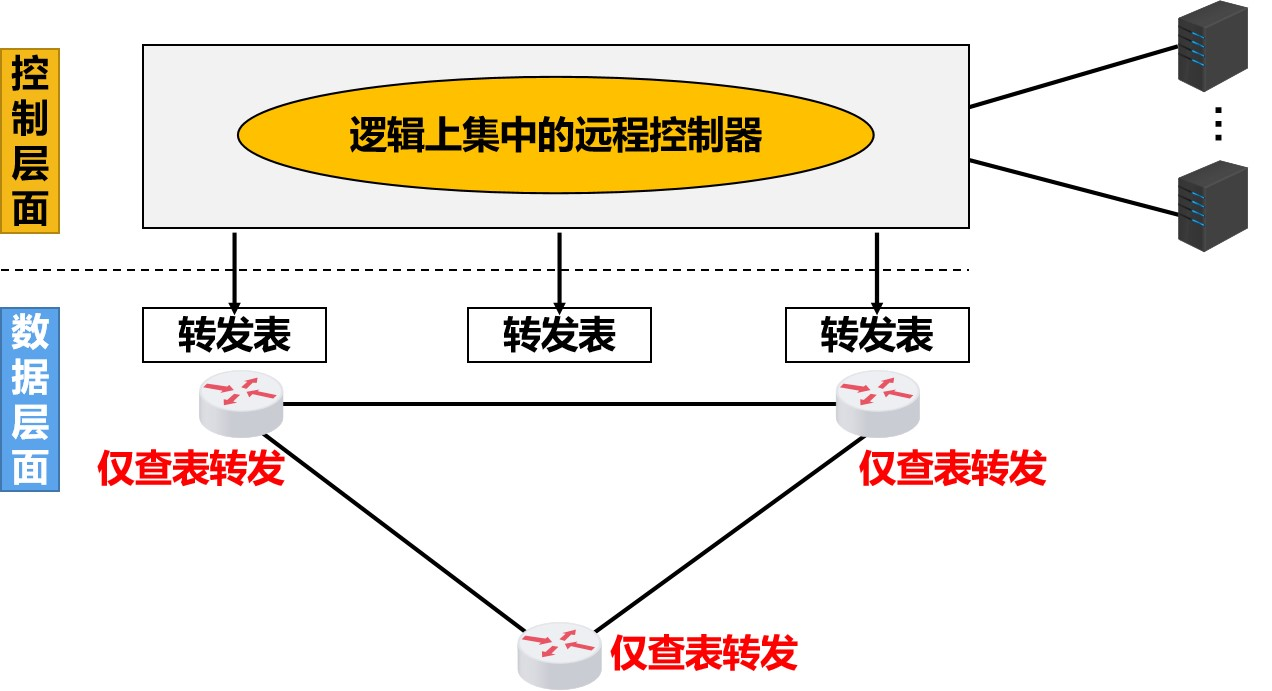 控制层面
逻辑上集中的远程控制器
数据层面
转发表
转发表
转发表
仅查表转发
仅查表转发
仅查表转发